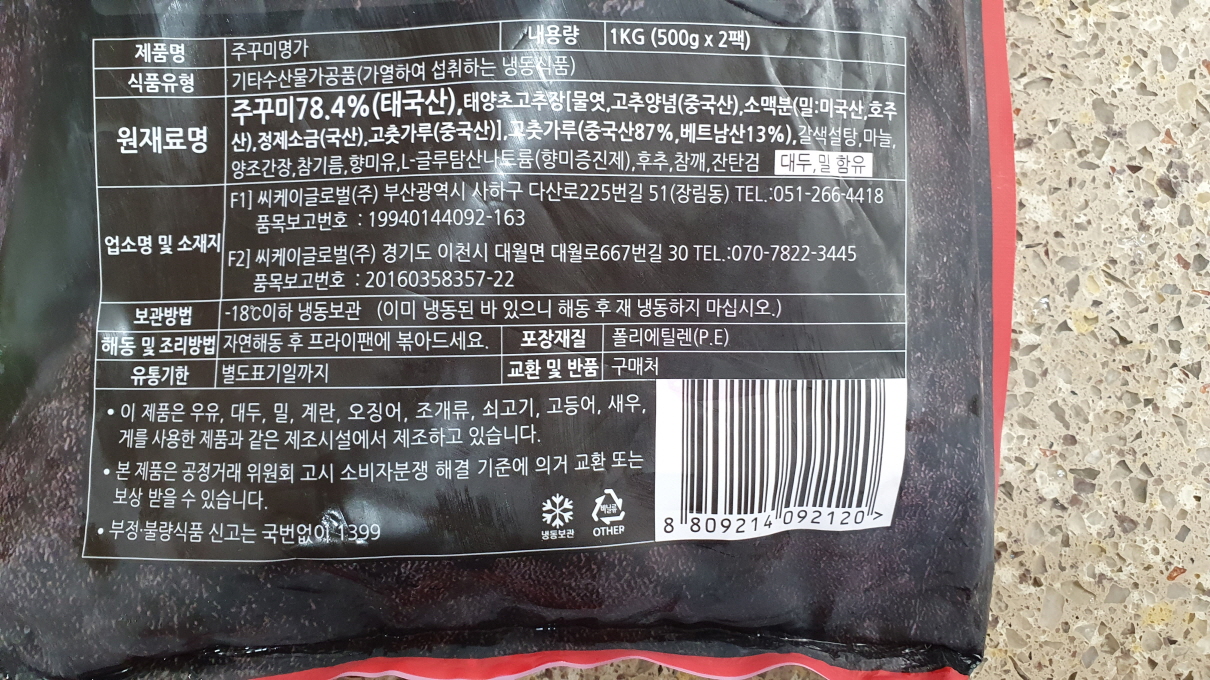 제품명 주꾸미명가 내용량 1KG (500g x 2팩)
식품유형 기타수산물가공품(가열하여 섭취하는 냉동식품)
원재료명 주꾸미78.4%(태국산),태양초고추장[물엿,고추양념(중국산),소맥분(밀:미국산,호주
산),정제소금(국산),고춧가루(중국산)],고춧가루(중국산87%,베트남산13%),갈색설탕,마늘,
양조간장,참기름,향미유,L-글루탐산나트륨(향미증진제),후추,참깨,잔탄검 대두,밀 함유
업소명 및 소재지
F1] 씨케이글로벌(주) 부산광역시 사하구 다산로225번길 51(장림동) TEL.:051-266-4418
품목보고번호 : 19940144092-163
F2] 씨케이글로벌(주) 경기도 이천시 대월면 대월로667번길 30 TEL.:070-7822-3445
품목보고번호 : 20160358357-22
보관방법 -18℃이하 냉동보관 (이미 냉동된 바 있으니 해동 후 재 냉동하지 마십시오.)
해동 및 조리방법 자연해동 후 프라이팬에 볶아드세요. 포장재질 폴리에틸렌(P.E)
유통기한 별도표기일까지 교환 및 반품 구매처
• 이 제품은 우유, 대두, 밀, 계란, 오징어, 조개류, 쇠고기, 고등어, 새우,
게를 사용한 제품과 같은 제조시설에서 제조하고 있습니다.
• 본 제품은 공정거래 위원회 고시 소비자분쟁 해결 기준에 의거 교환 또는
보상 받을 수 있습니다.
• 부정·불량식품 신고는 국번없이 1399
냉동보관
비닐류
OTHER
8 809214 092120 >